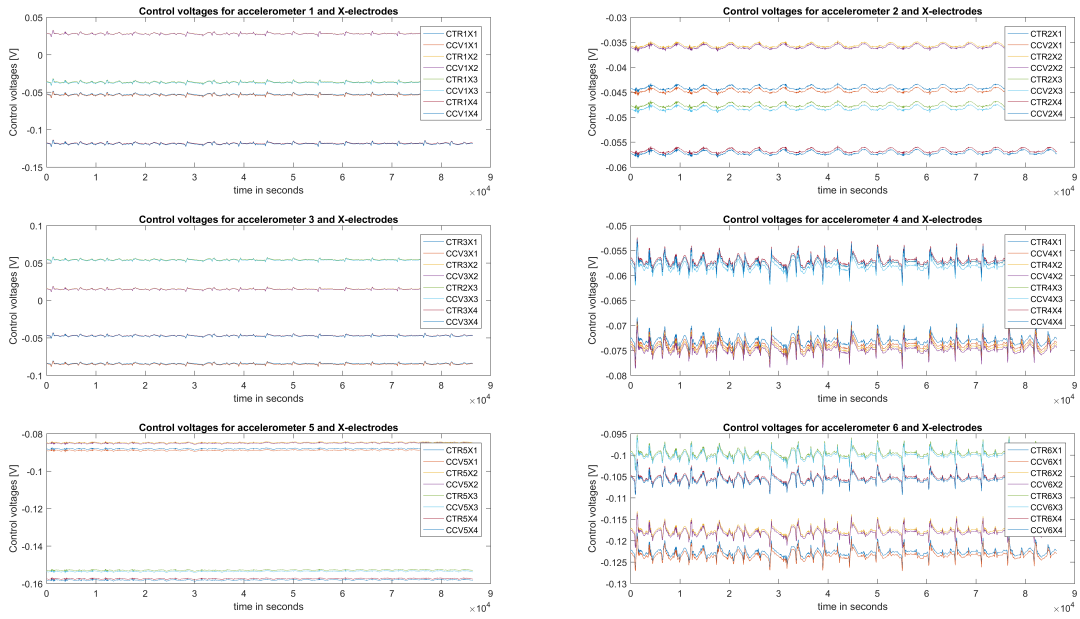 Control voltages for accelerometer 1 and X-electrodes
Control voltages [V]
0.05
0
-0.05
-0.1
-0.15
0 1 2 3 4 5 6 7 8 9
time in seconds
×10^4
CTR1X1
CCV1X1
CTR1X2
CCV1X2
CTR1X3
CCV1X3
CTR1X4
CCV1X4
Control voltages for accelerometer 2 and X-electrodes
Control voltages [V]
-0.03
-0.035
-0.04
-0.045
-0.05
-0.055
-0.06
0 1 2 3 4 5 6 7 8 9
time in seconds
×10^4
CTR2X1
CCV2X1
CTR2X2
CCV2X2
CTR2X3
CCV2X3
CTR2X4
CCV2X4
Control voltages for accelerometer 3 and X-electrodes
Control voltages [V]
0.1
0.05
0
-0.05
-0.1
0 1 2 3 4 5 6 7 8 9
time in seconds
×10^4
CTR3X1
CCV3X1
CTR3X2
CCV3X2
CTR2X3
CCV3X3
CTR3X4
CCV3X4
Control voltages for accelerometer 4 and X-electrodes
Control voltages [V]
-0.05
-0.055
-0.06
-0.065
-0.07
-0.075
-0.08
0 1 2 3 4 5 6 7 8 9
time in seconds
×10^4
CTR4X1
CCV4X1
CTR4X2
CCV4X2
CTR4X3
CCV4X3
CTR4X4
CCV4X4
Control voltages for accelerometer 5 and X-electrodes
Control voltages [V]
-0.08
-0.1
-0.12
-0.14
-0.16
0 1 2 3 4 5 6 7 8 9
time in seconds
×10^4
CTR5X1
CCV5X1
CTR5X2
CCV5X2
CTR5X3
CCV5X3
CTR5X4
CCV5X4
Control voltages for accelerometer 6 and X-electrodes
Control voltages [V]
-0.095
-0.1
-0.105
-0.11
-0.115
-0.12
-0.125
-0.13
0 1 2 3 4 5 6 7 8 9
time in seconds
×10^4
CTR6X1
CCV6X1
CTR6X2
CCV6X2
CTR6X3
CCV6X3
CTR6X4
CCV6X4